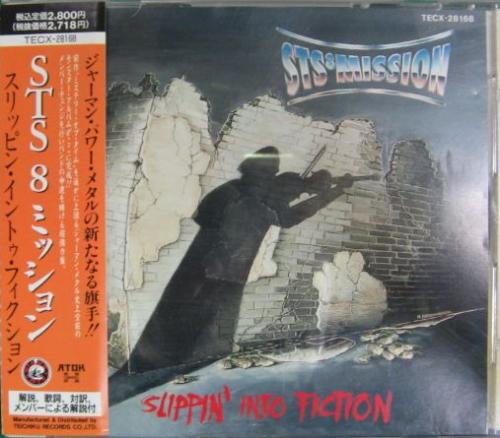 税込定価2,800円
(税抜価格2,718円)
TECX-28168
STS 8 ミッション
スリッピン・イントゥ・フィクション
ジャーマン・パワー・メタルの新たなる旗手!!
ATOK
解説、歌詞、対訳、
メンバーによる解説付
Manufactured & Distributed by
TEICHIKU RECORDS CO.,LTD.
TECX-28168
STS 8 MISSION
SLIPPIN' INTO FICTION